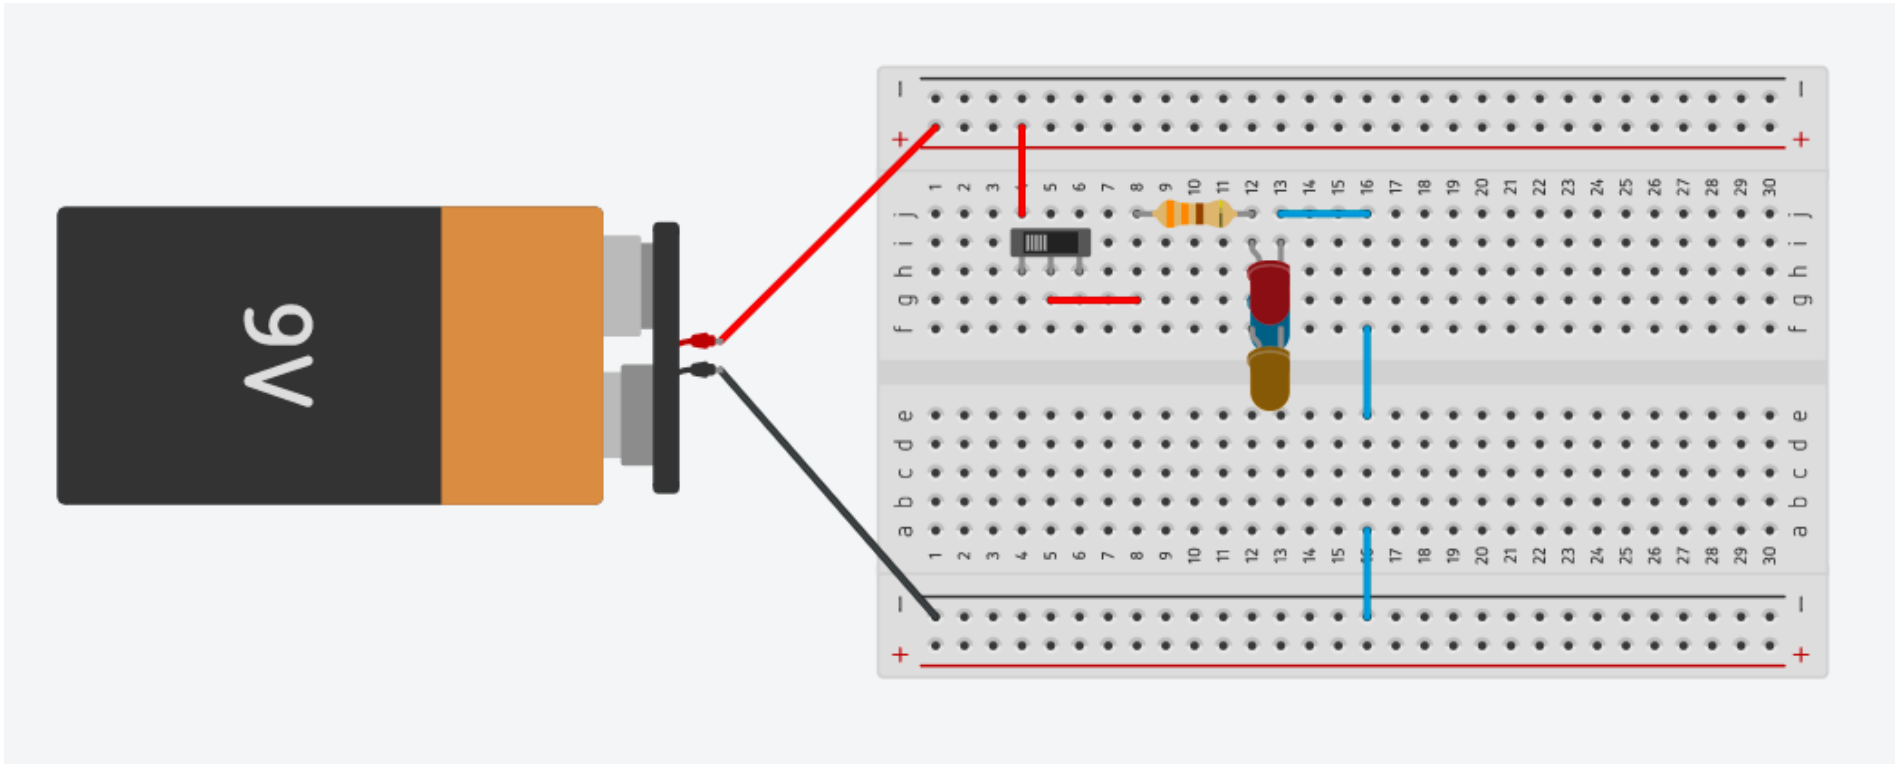 9V
— —
+ +
1 2 3 4 5 6 7 8 9 10 11 12 13 14 15 16 17 18 19 20 21 22 23 24 25 26 27 28 29 30
j j
i i
h h
g g
f f
e e
d d
c c
b b
a a
1 2 3 4 5 6 7 8 9 10 11 12 13 14 15 16 17 18 19 20 21 22 23 24 25 26 27 28 29 30
— —
+ +